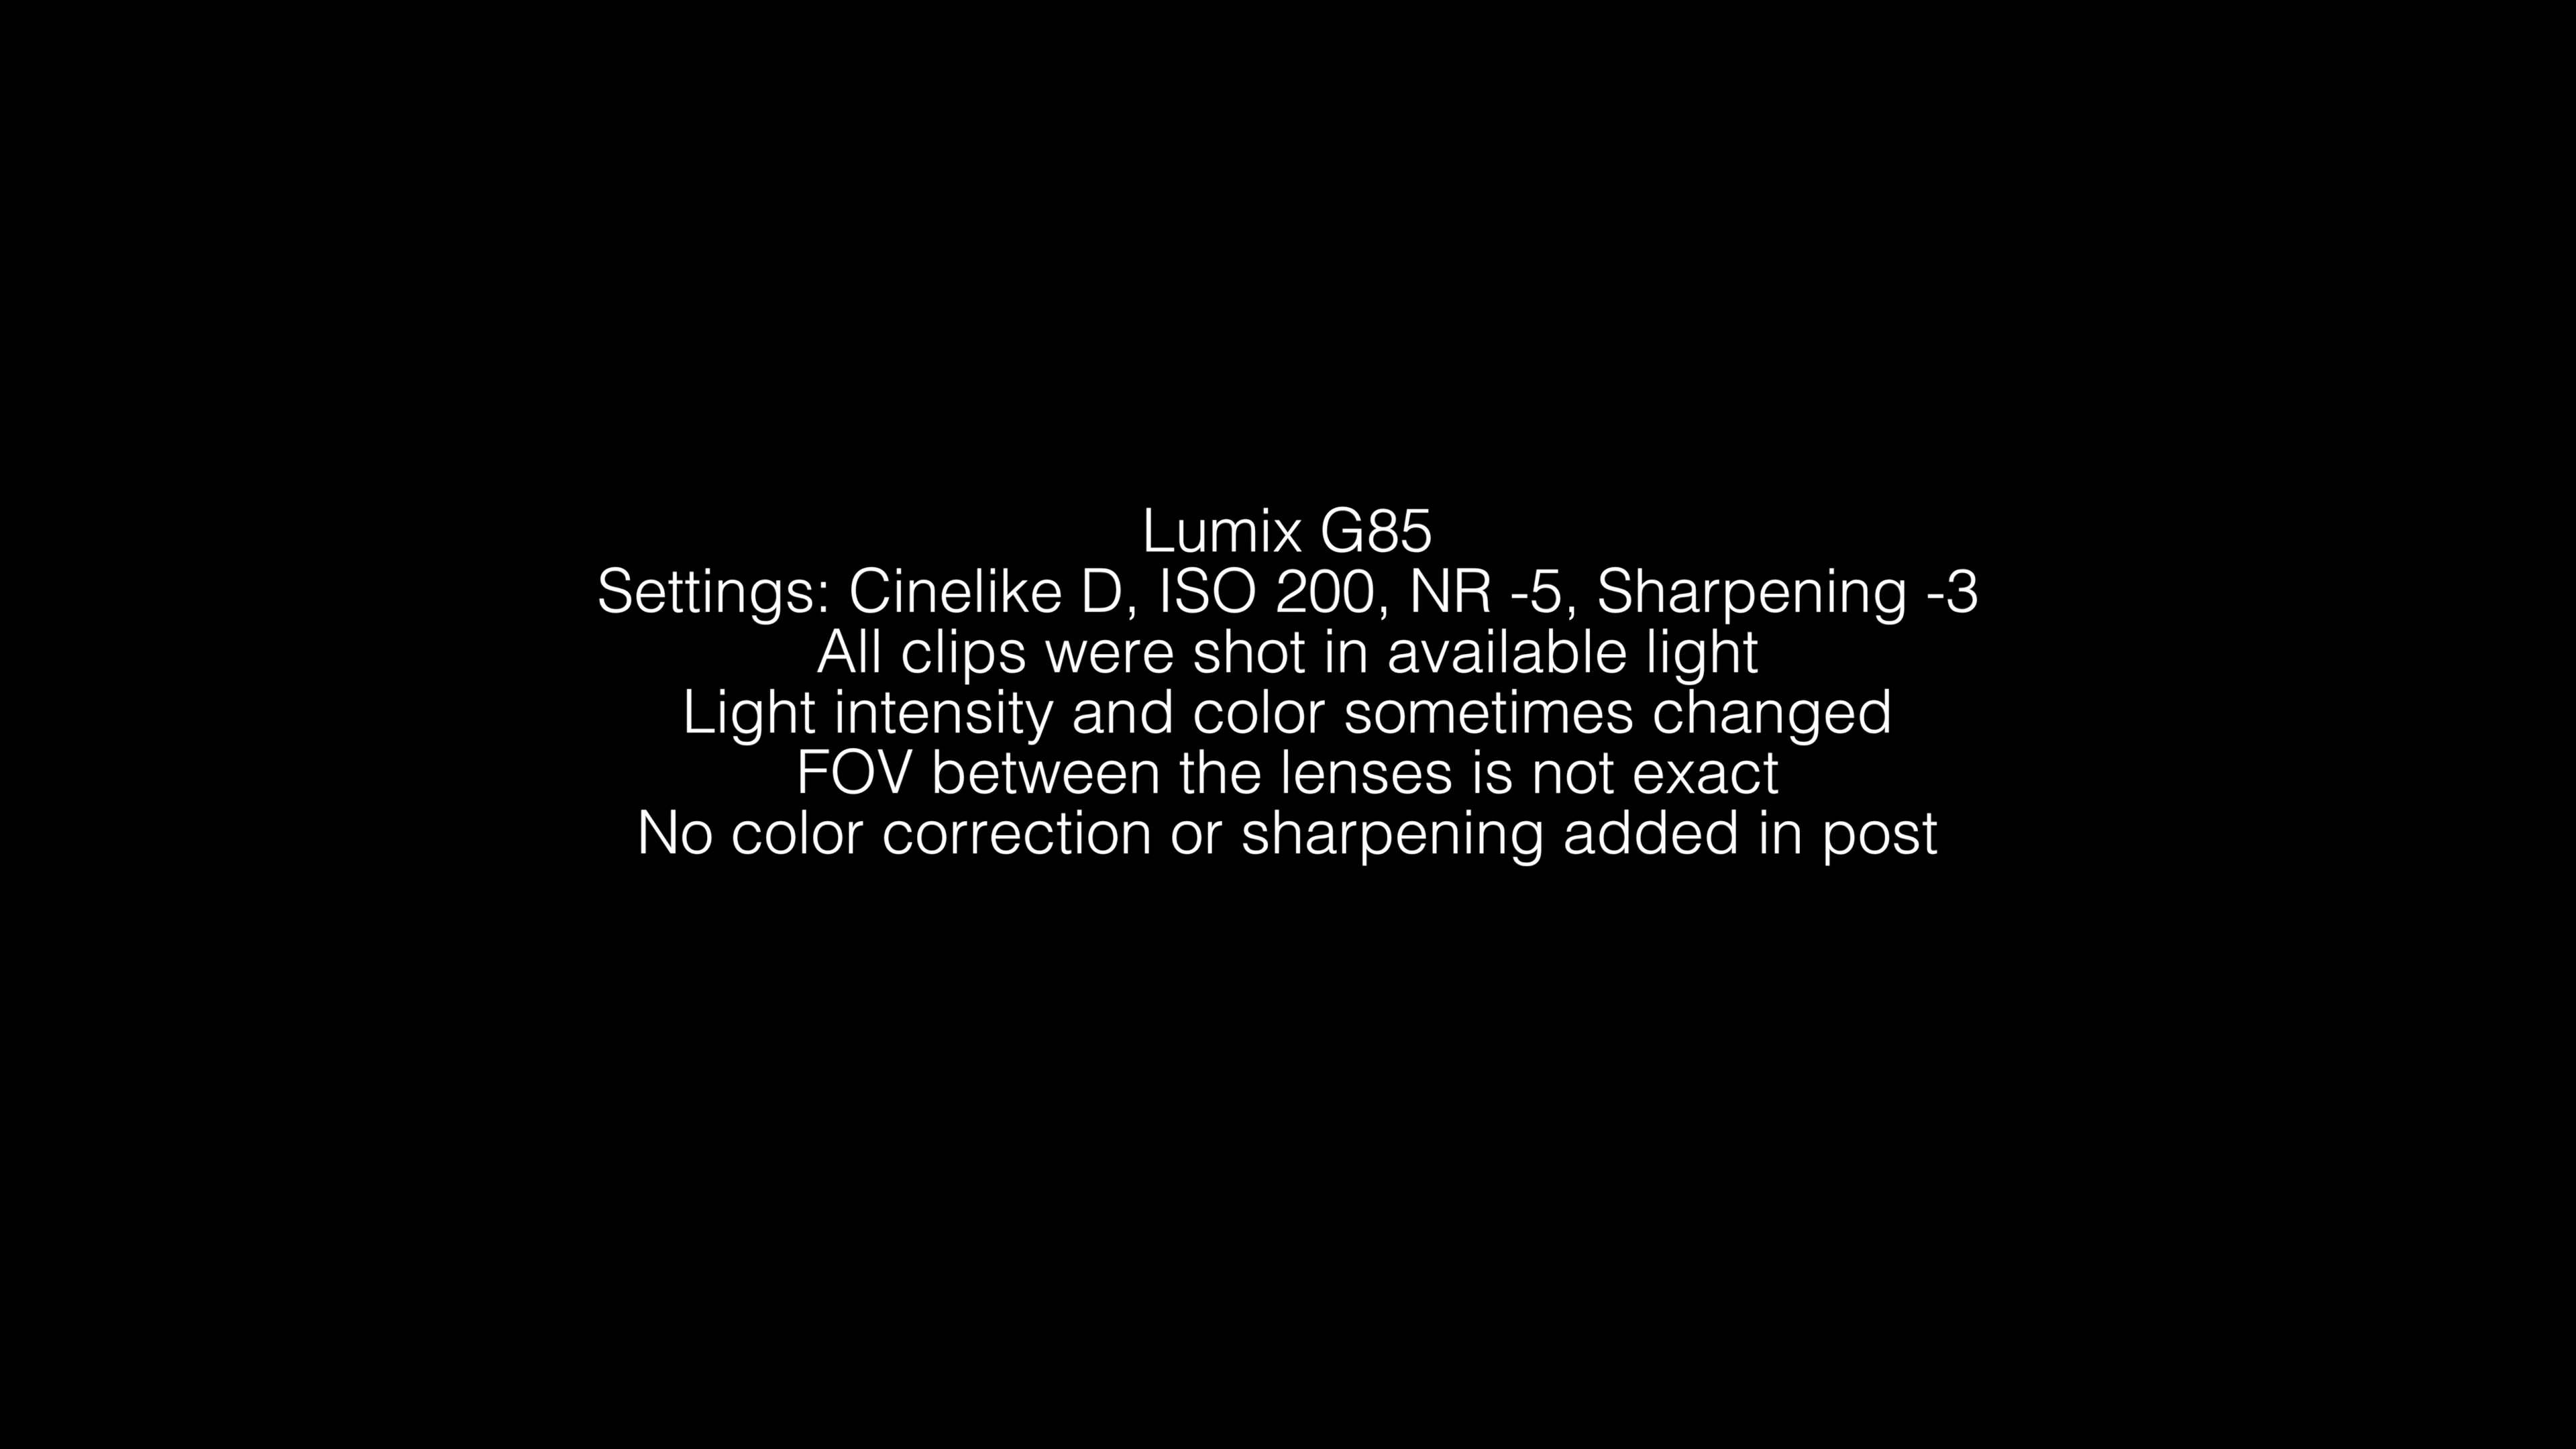 Lumix G85
Settings: Cinelike D, ISO 200, NR -5, Sharpening -3
All clips were shot in available light
Light intensity and color sometimes changed
FOV between the lenses is not exact
No color correction or sharpening added in post